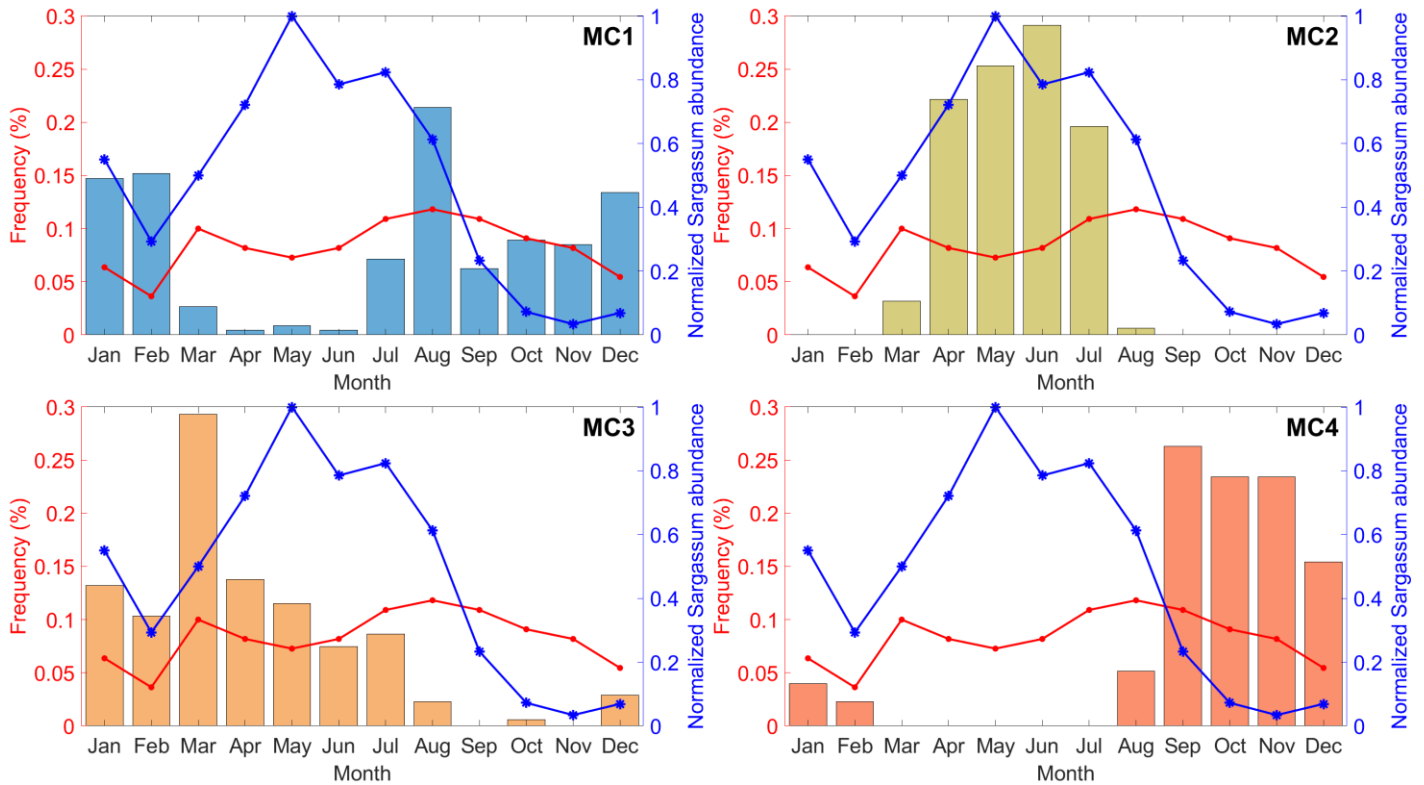 MC1
0.3
0.25
0.2
0.15
0.1
0.05
0
Frequency (%)
1
0.8
0.6
0.4
0.2
0
Normalized Sargassum abundance
Jan Feb Mar Apr May Jun Jul Aug Sep Oct Nov Dec
Month
MC2
0.3
0.25
0.2
0.15
0.1
0.05
0
Frequency (%)
1
0.8
0.6
0.4
0.2
0
Normalized Sargassum abundance
Jan Feb Mar Apr May Jun Jul Aug Sep Oct Nov Dec
Month
MC3
0.3
0.25
0.2
0.15
0.1
0.05
0
Frequency (%)
1
0.8
0.6
0.4
0.2
0
Normalized Sargassum abundance
Jan Feb Mar Apr May Jun Jul Aug Sep Oct Nov Dec
Month
MC4
0.3
0.25
0.2
0.15
0.1
0.05
0
Frequency (%)
1
0.8
0.6
0.4
0.2
0
Normalized Sargassum abundance
Jan Feb Mar Apr May Jun Jul Aug Sep Oct Nov Dec
Month